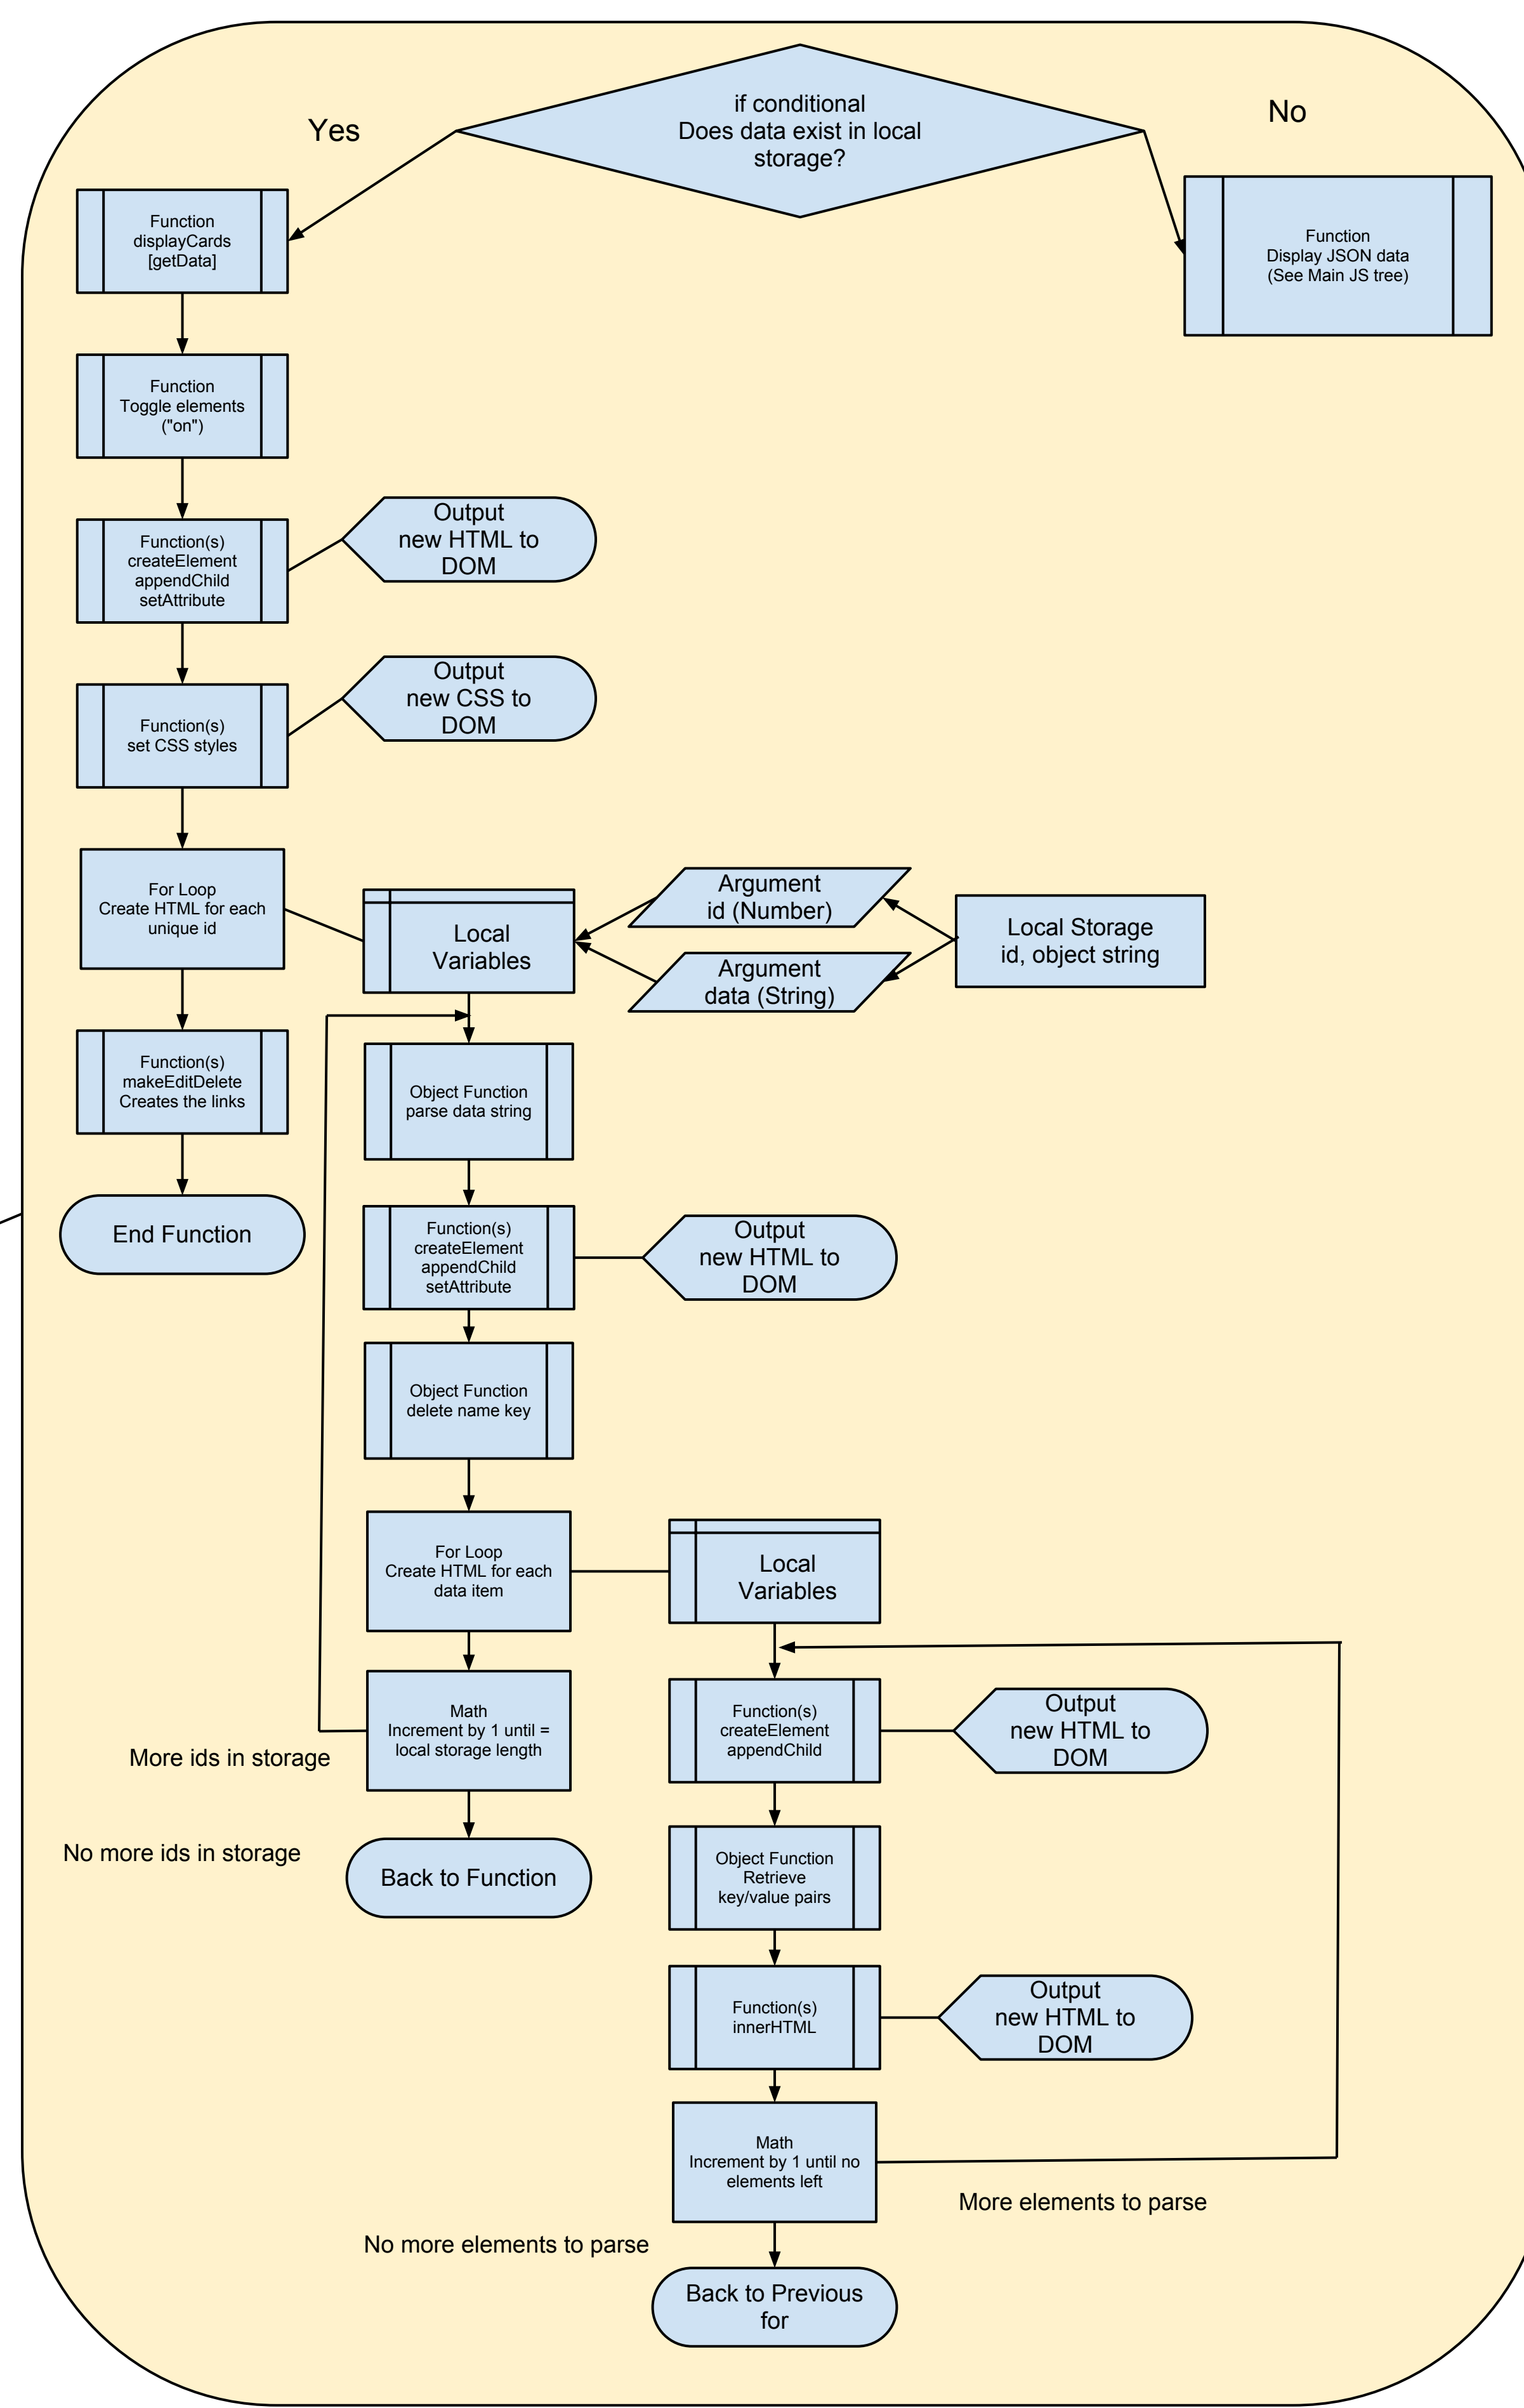 if conditional
Does data exist in local
storage?
Yes
No
Function
displayCards
[getData]
Function
Display JSON data
(See Main JS tree)
Function
Toggle elements
("on")
Function(s)
createElement
appendChild
setAttribute
Output
new HTML to
DOM
Function(s)
set CSS styles
Output
new CSS to
DOM
For Loop
Create HTML for each
unique id
Local
Variables
Argument
id (Number)
Argument
data (String)
Local Storage
id, object string
Function(s)
makeEditDelete
Creates the links
End Function
Object Function
parse data string
Function(s)
createElement
appendChild
setAttribute
Output
new HTML to
DOM
Object Function
delete name key
For Loop
Create HTML for each
data item
Local
Variables
Math
Increment by 1 until =
local storage length
More ids in storage
No more ids in storage
Back to Function
Function(s)
createElement
appendChild
Output
new HTML to
DOM
Object Function
Retrieve
key/value pairs
Function(s)
innerHTML
Output
new HTML to
DOM
Math
Increment by 1 until no
elements left
More elements to parse
No more elements to parse
Back to Previous
for